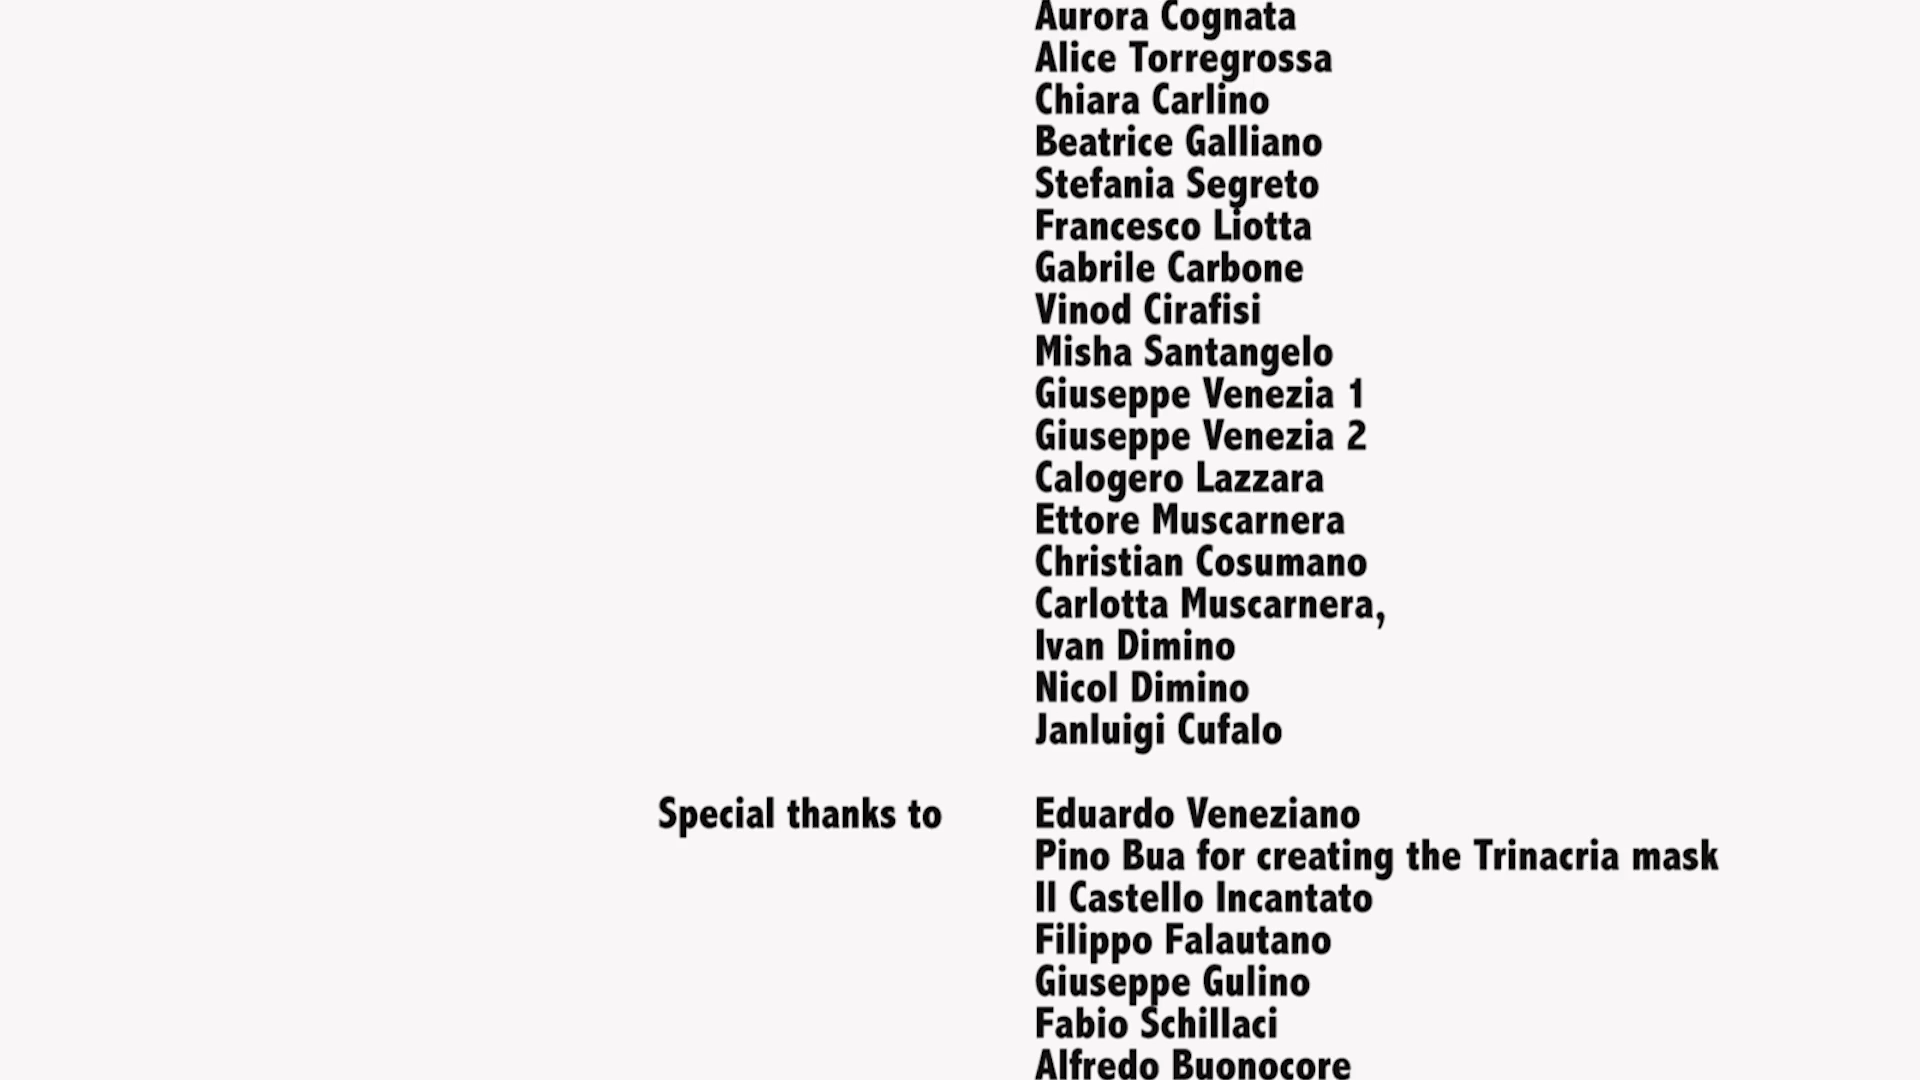 Aurora Cognata
Alice Torregrossa
Chiara Carlino
Beatrice Galliano
Stefania Segreto
Francesco Liotta
Gabrile Carbone
Vinod Cirafisi
Misha Santangelo
Giuseppe Venezia 1
Giuseppe Venezia 2
Calogero Lazzara
Ettore Muscarnera
Christian Cosumano
Carlotta Muscarnera,
Ivan Dimino
Nicol Dimino
Janluigi Cufalo
Special thanks to Eduardo Veneziano
Pino Bua for creating the Trinacria mask
Il Castello Incantato
Filippo Falautano
Giuseppe Gulino
Fabio Schillaci
Alfredo Buonocore